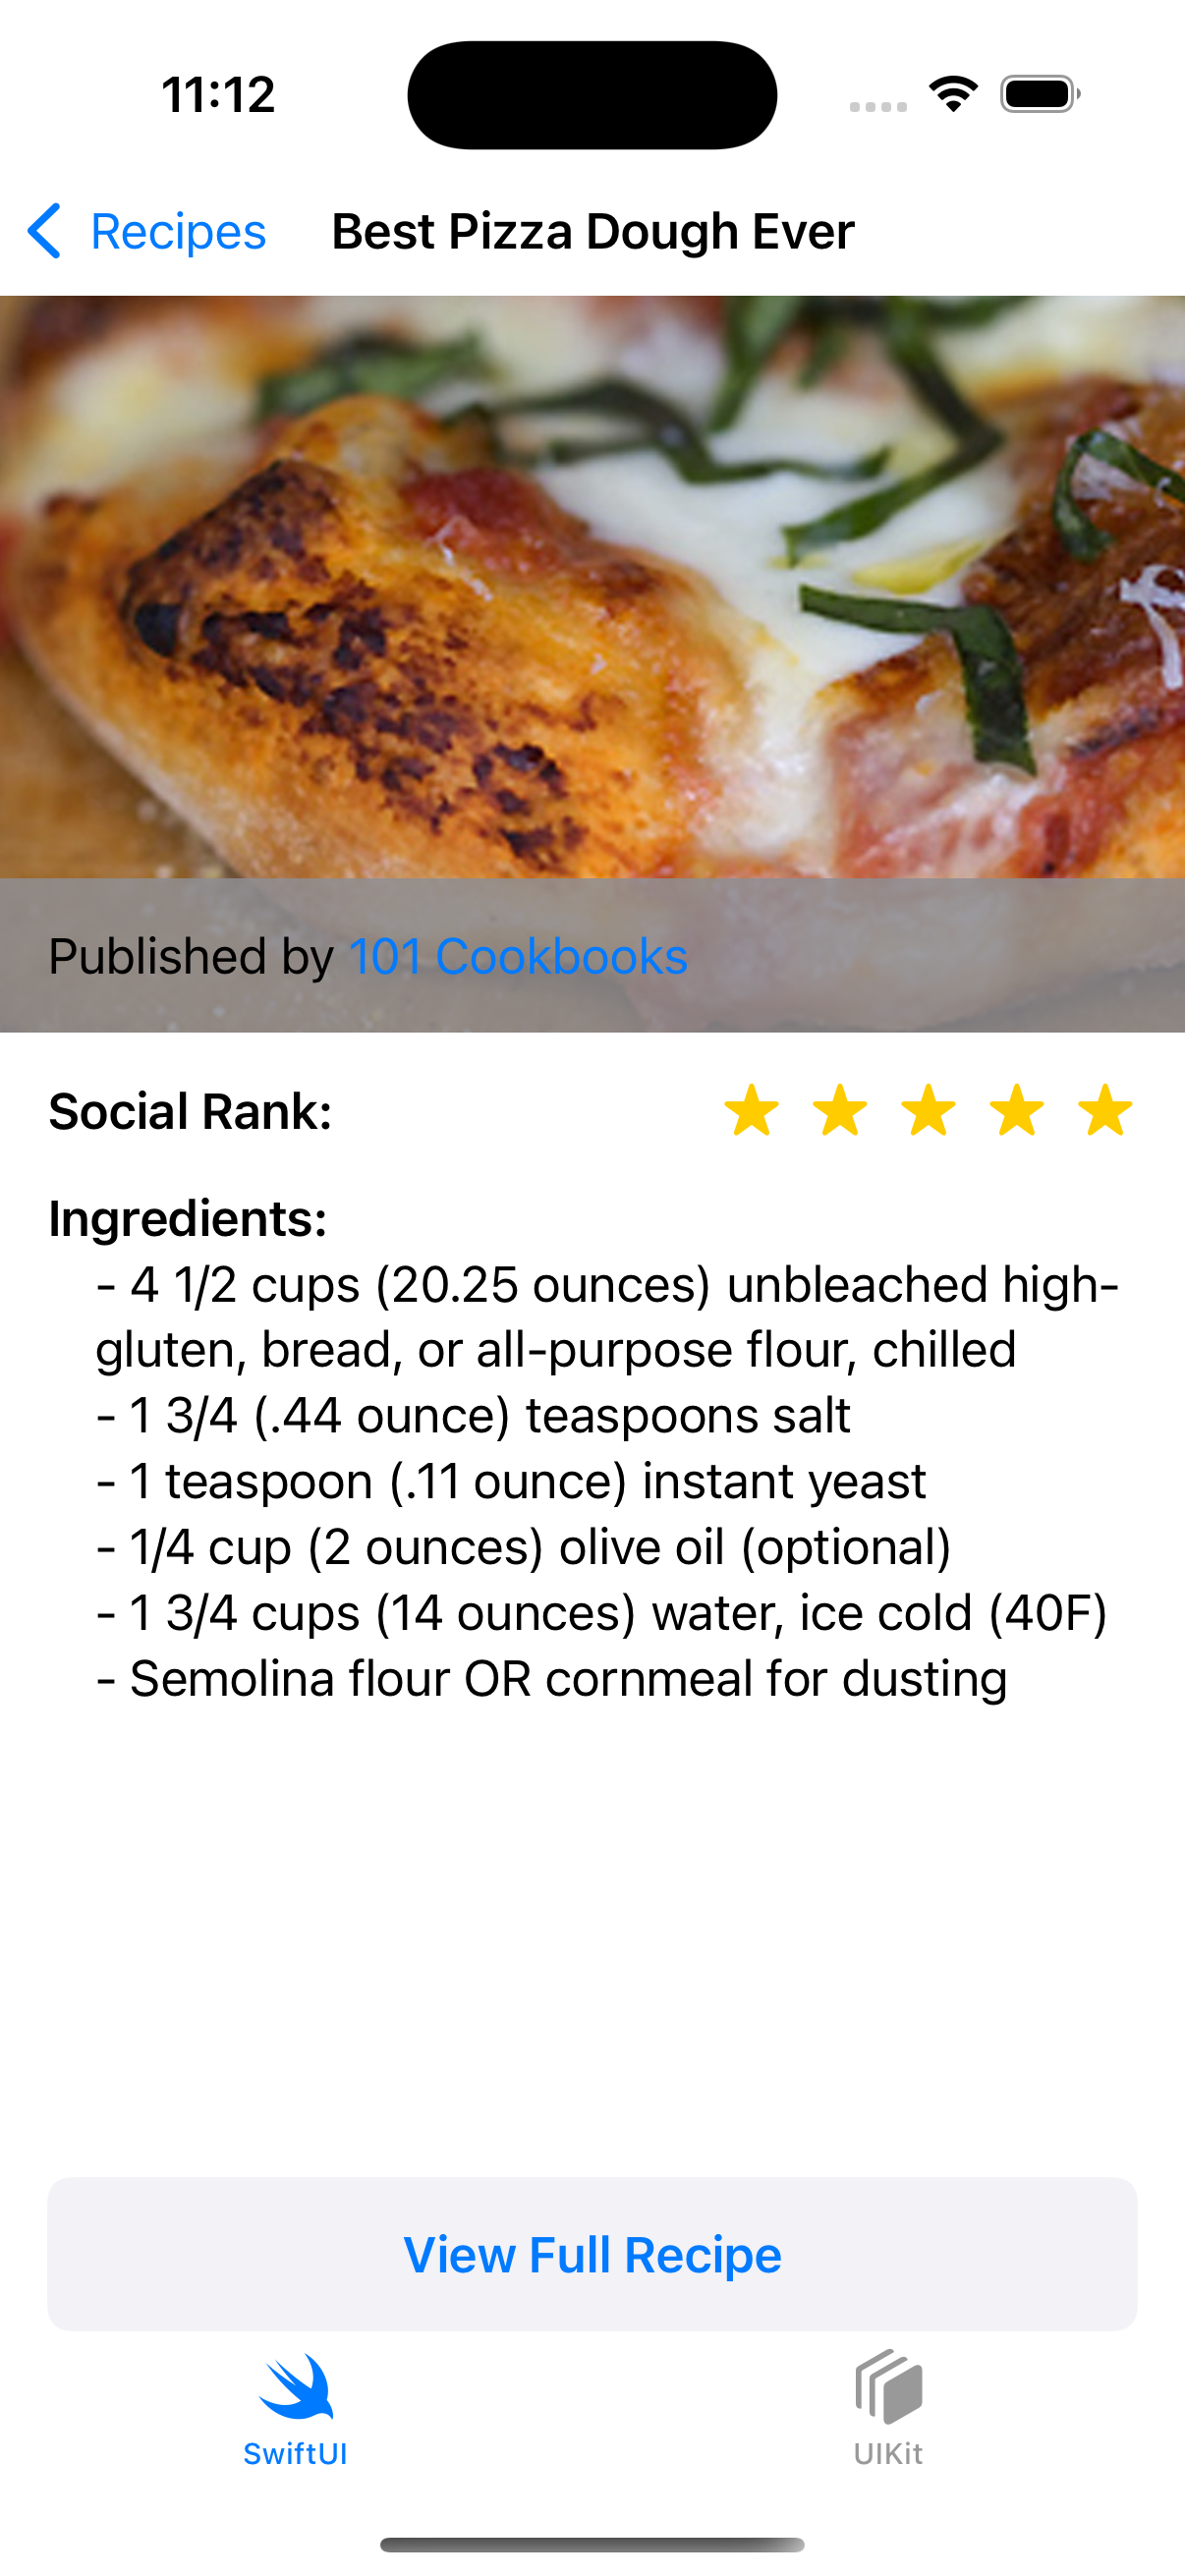 11:12
Recipes
Best Pizza Dough Ever
Published by 101 Cookbooks
Social Rank:
Ingredients:
- 4 1/2 cups (20.25 ounces) unbleached high-
gluten, bread, or all-purpose flour, chilled
- 1 3/4 (.44 ounce) teaspoons salt
- 1 teaspoon (.11 ounce) instant yeast
- 1/4 cup (2 ounces) olive oil (optional)
- 1 3/4 cups (14 ounces) water, ice cold (40F)
- Semolina flour OR cornmeal for dusting
View Full Recipe
SwiftUI
UIKit